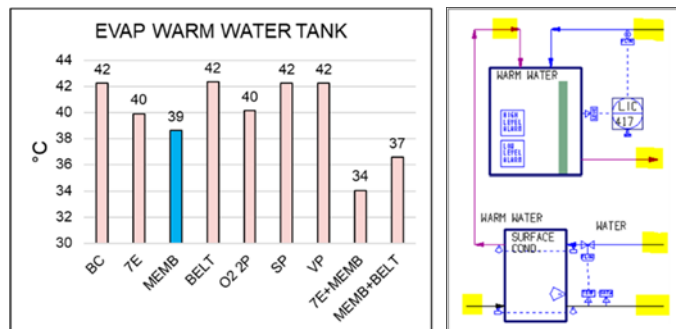 EVAP WARM WATER TANK
44
42
40
38
36
34
32
30
°C
42
40
39
42
40
42
42
34
37
BC
7E
MEMB
BELT
O2 2P
SP
VP
7E+MEMB
MEMB+BELT
WARM WATER
HIGH
LEVEL
ALARM
LOW
LEVEL
ALARM
LIC
417
WARM WATER
WATER
SURFACE
COND.